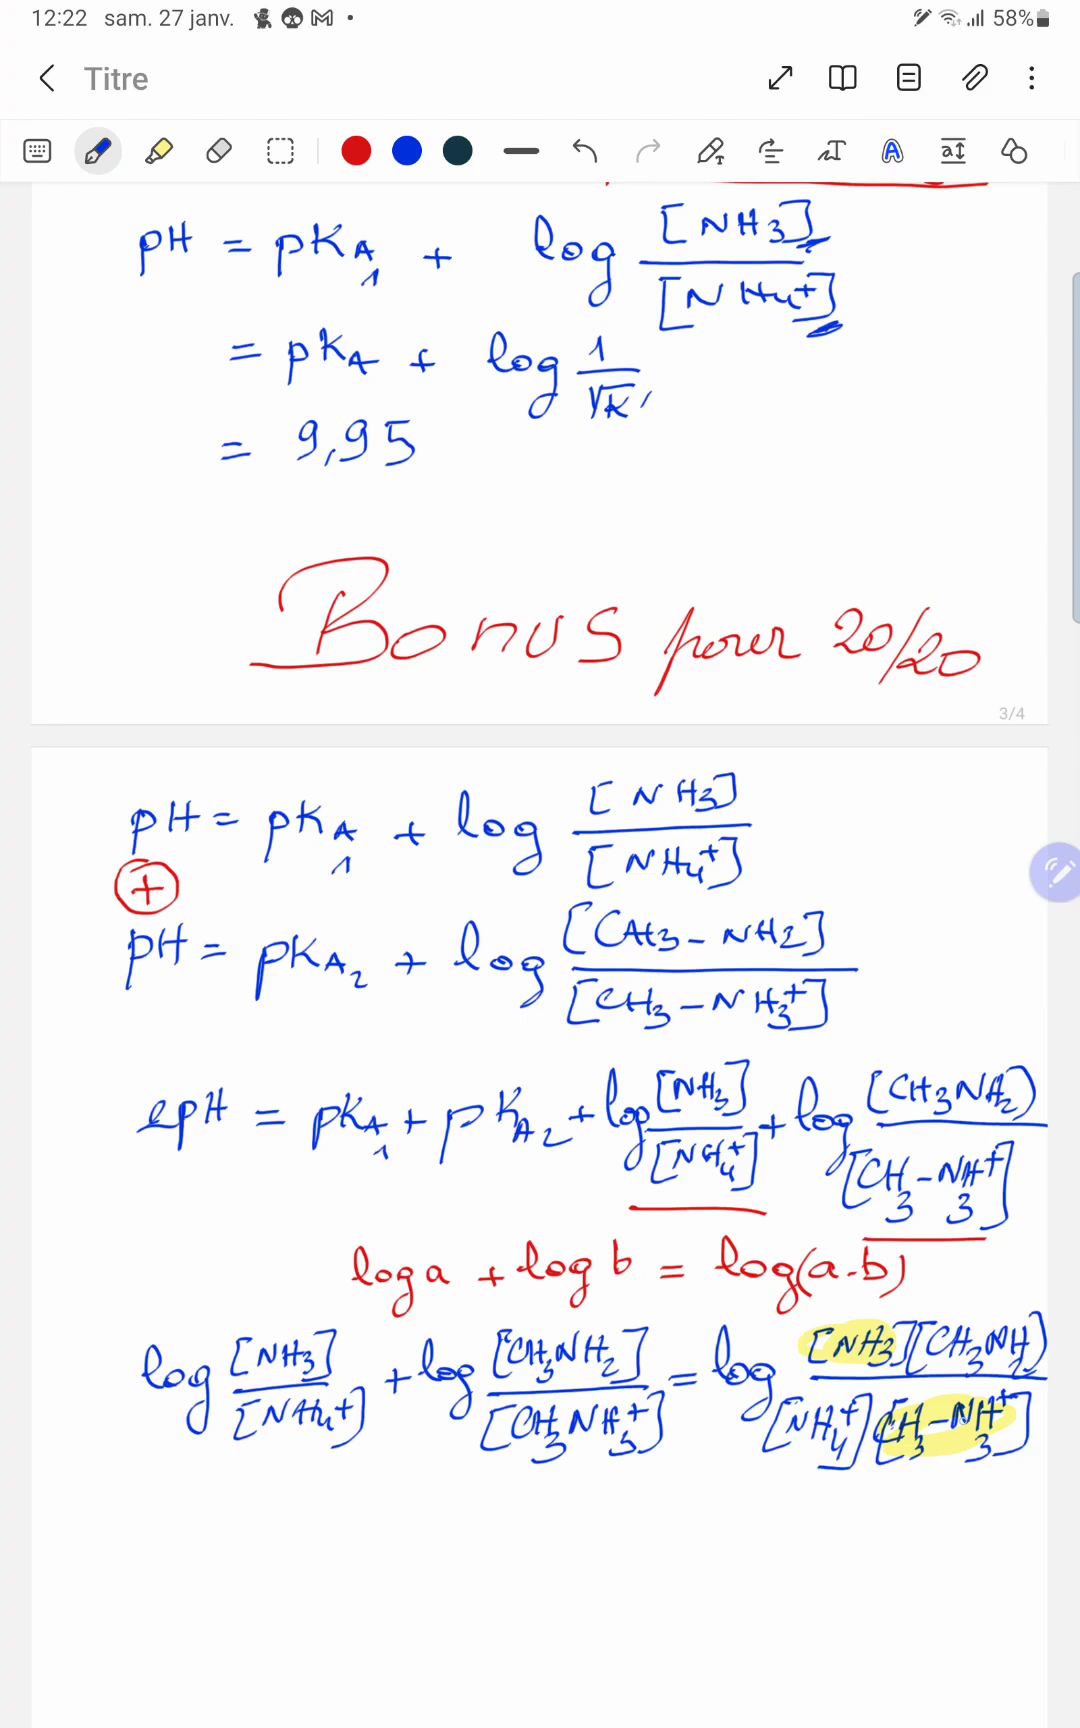 12:22 sam. 27 janv. 58%
Titre
pH = pKA1 + log [NH3] / [NH4+]
= pKA + log 1 / √K
= 9,95
Bonus pour 20/20
3/4
pH = pKA1 + log [NH3] / [NH4+]
+
pH = pKA2 + log [CH3-NH2] / [CH3-NH3+]
2pH = pKA1 + pKA2 + log [NH3] / [NH4+] + log [CH3NH2] / [CH3-NH3+]
log a + log b = log(a.b)
log [NH3] / [NH4+] + log [CH3NH2] / [CH3NH3+] = log [NH3][CH3NH2] / [NH4+][CH3-NH3+]